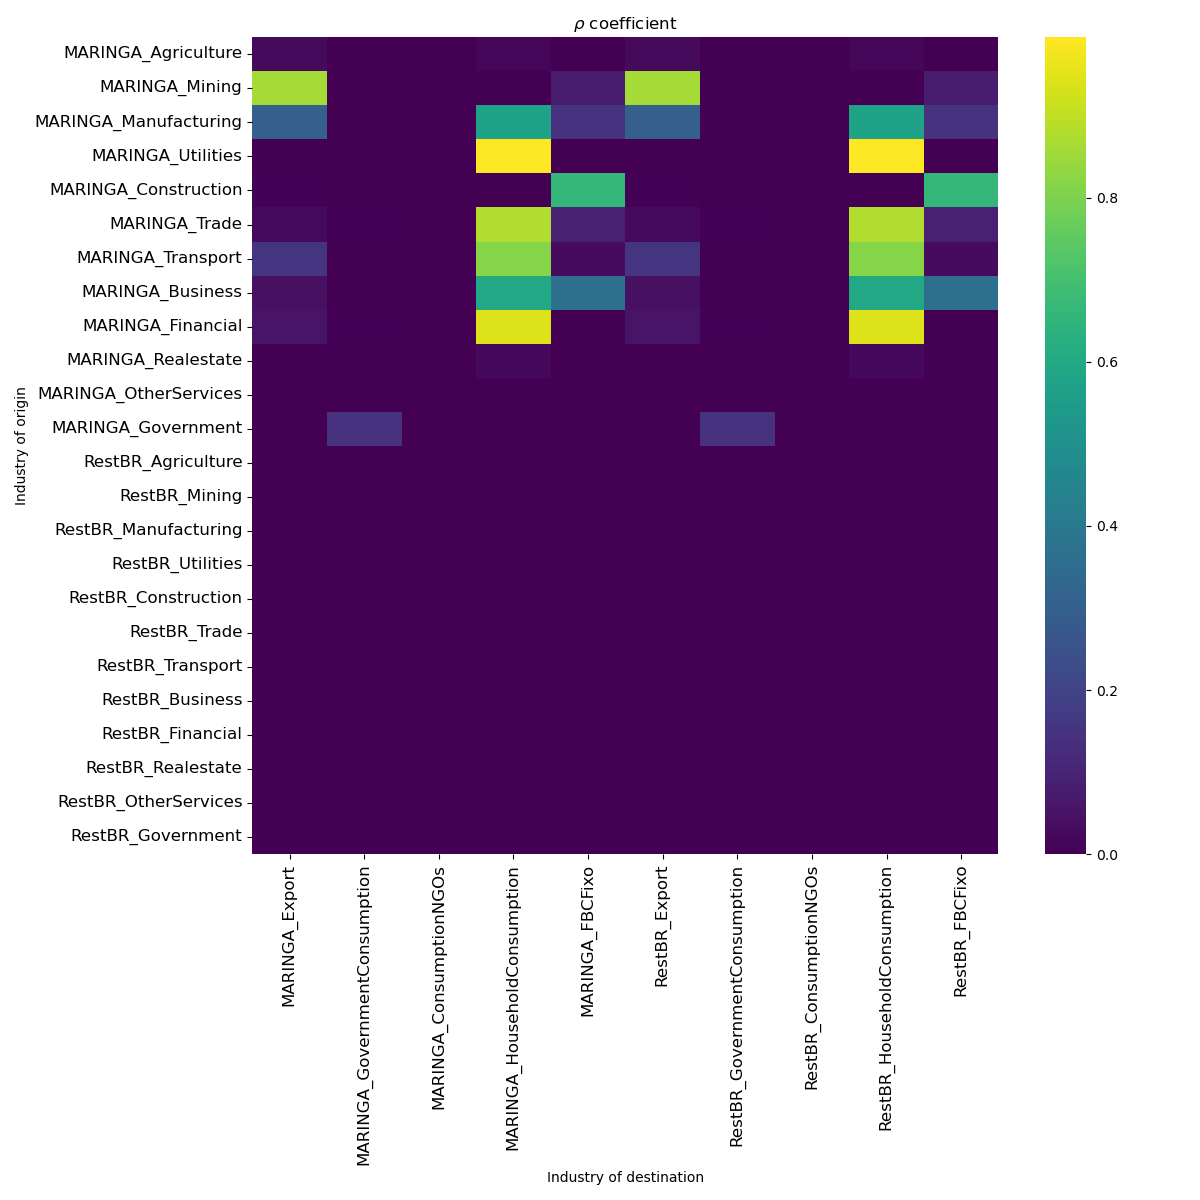 ρ coefficient
MARINGA_Agriculture
MARINGA_Mining
MARINGA_Manufacturing
MARINGA_Utilities
MARINGA_Construction
MARINGA_Trade
MARINGA_Transport
MARINGA_Business
MARINGA_Financial
MARINGA_Realestate
MARINGA_OtherServices
MARINGA_Government
RestBR_Agriculture
RestBR_Mining
RestBR_Manufacturing
RestBR_Utilities
RestBR_Construction
RestBR_Trade
RestBR_Transport
RestBR_Business
RestBR_Financial
RestBR_Realestate
RestBR_OtherServices
RestBR_Government
Industry of origin
MARINGA_Export
MARINGA_GovernmentConsumption
MARINGA_ConsumptionNGOs
MARINGA_HouseholdConsumption
MARINGA_FBCFixo
RestBR_Export
RestBR_GovernmentConsumption
RestBR_ConsumptionNGOs
RestBR_HouseholdConsumption
RestBR_FBCFixo
Industry of destination
0.8
0.6
0.4
0.2
0.0